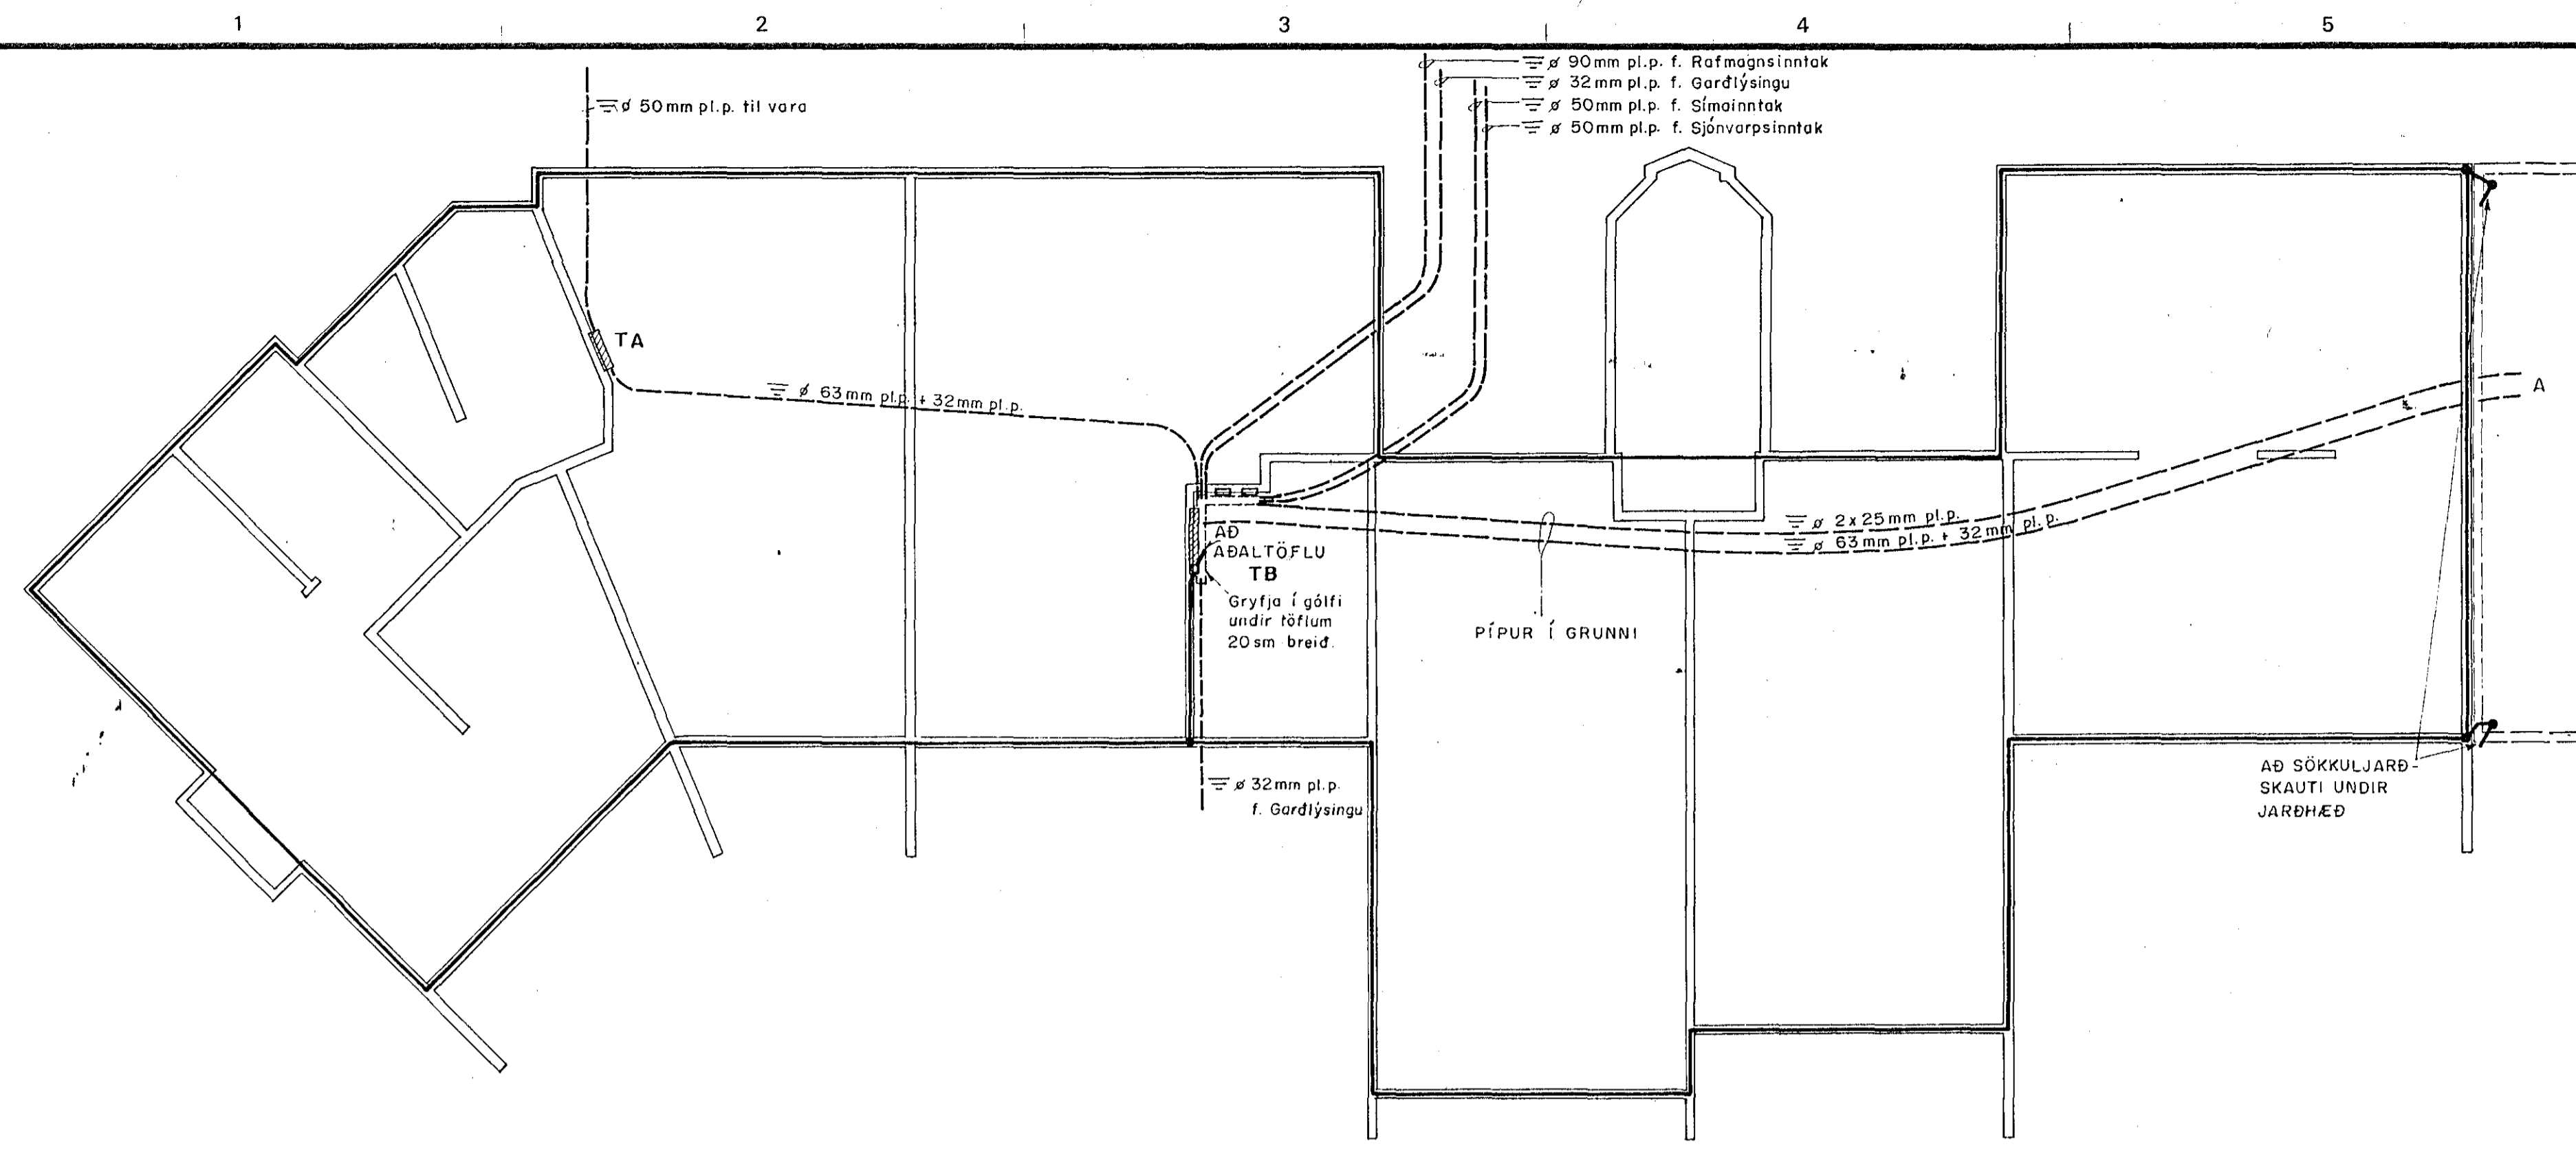 1 2 3 4 5
ø 90mm pl.p. f. Rafmagnsinntak
ø 32mm pl.p. f. Garðlýsingu
ø 50mm pl.p. f. Símainntak
ø 50mm pl.p. f. Sjónvarpsinntak
ø 50mm pl.p. til vara
TA
ø 63mm pl.p. + 32mm pl.p.
A
ø 2x25mm pl.p.
ø 63mm pl.p. + 32mm pl.p.
AÐ
AÐALTÖFLU
TB
Gryfja í gólfi
undir töflum
20sm breið.
PÍPUR Í GRUNNI
ø 32mm pl.p.
f. Garðlýsingu
AÐ SÖKKULJARÐ-
SKAUTI UNDIR
JARÐHÆÐ